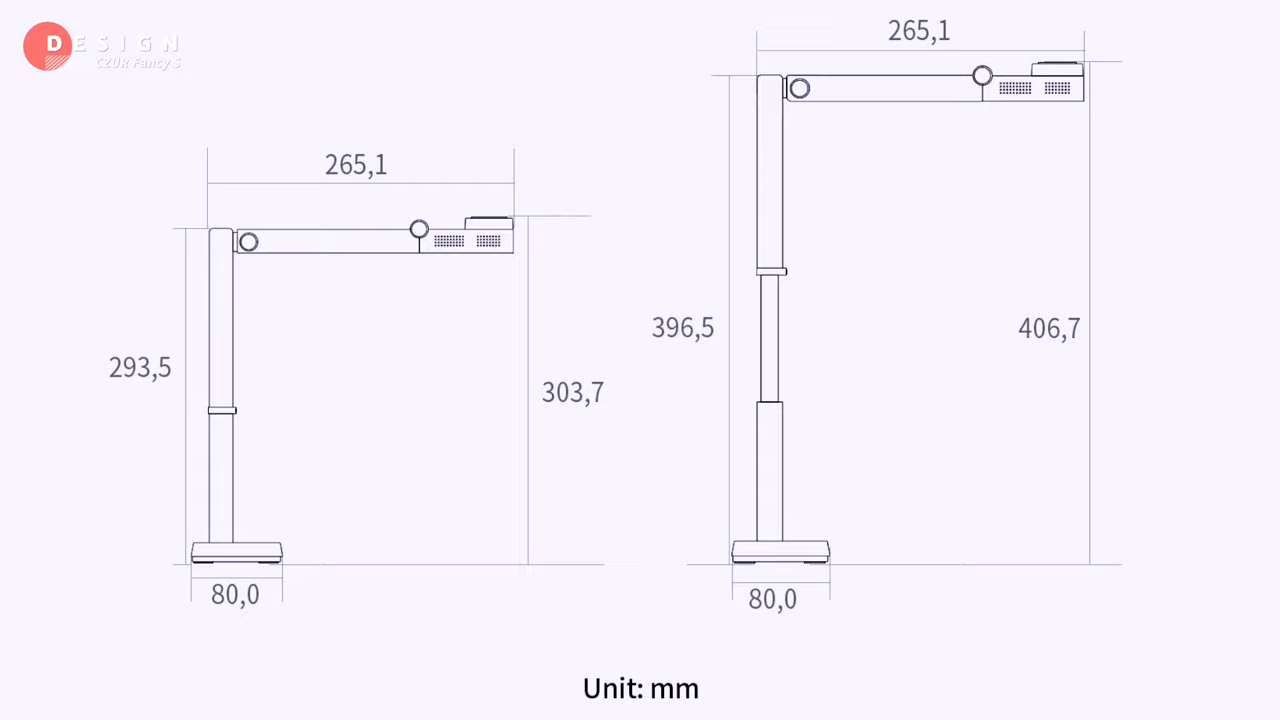 DESIGN
CZUR Fancy S
265,1
293,5
303,7
80,0
265,1
396,5
406,7
80,0
Unit: mm